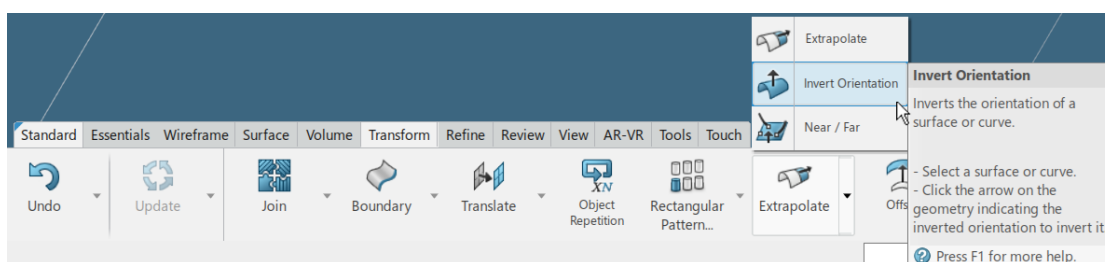 Extrapolate
Invert Orientation
Near / Far
Invert Orientation
Inverts the orientation of a
surface or curve.
- Select a surface or curve.
- Click the arrow on the
geometry indicating the
inverted orientation to invert it
Press F1 for more help.
Standard Essentials Wireframe Surface Volume Transform Refine Review View AR-VR Tools Touch
Undo
Update
Join
Boundary
Translate
XN
Object
Repetition
Rectangular
Pattern...
Extrapolate
Offs